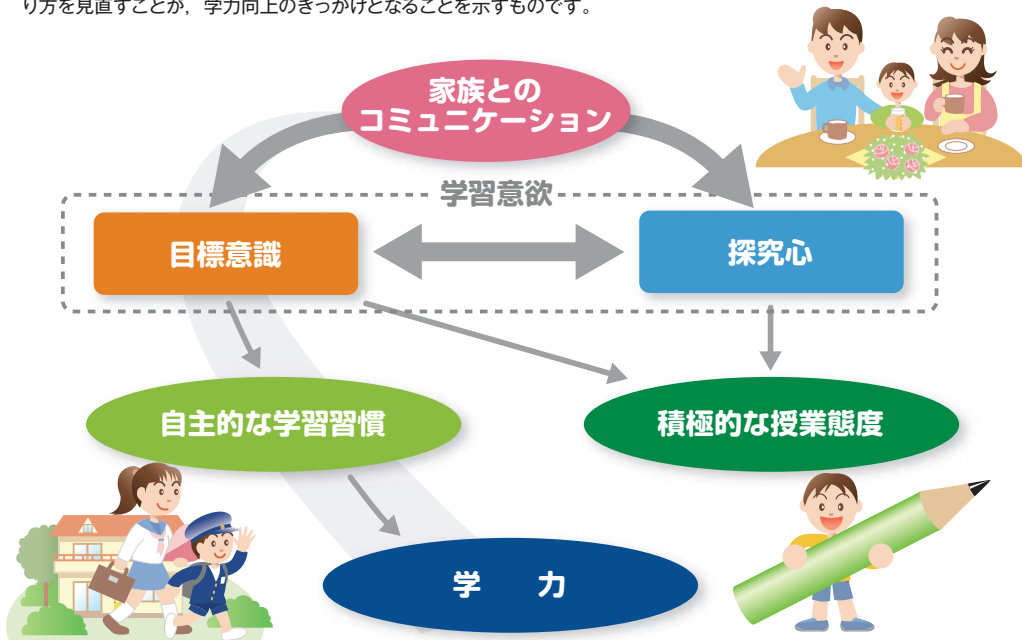 り方を見直すことが，学力向上のきっかけとなることを示すものです。
家族との
コミュニケーション
学習意欲
目標意識
探究心
自主的な学習習慣
積極的な授業態度
学　力